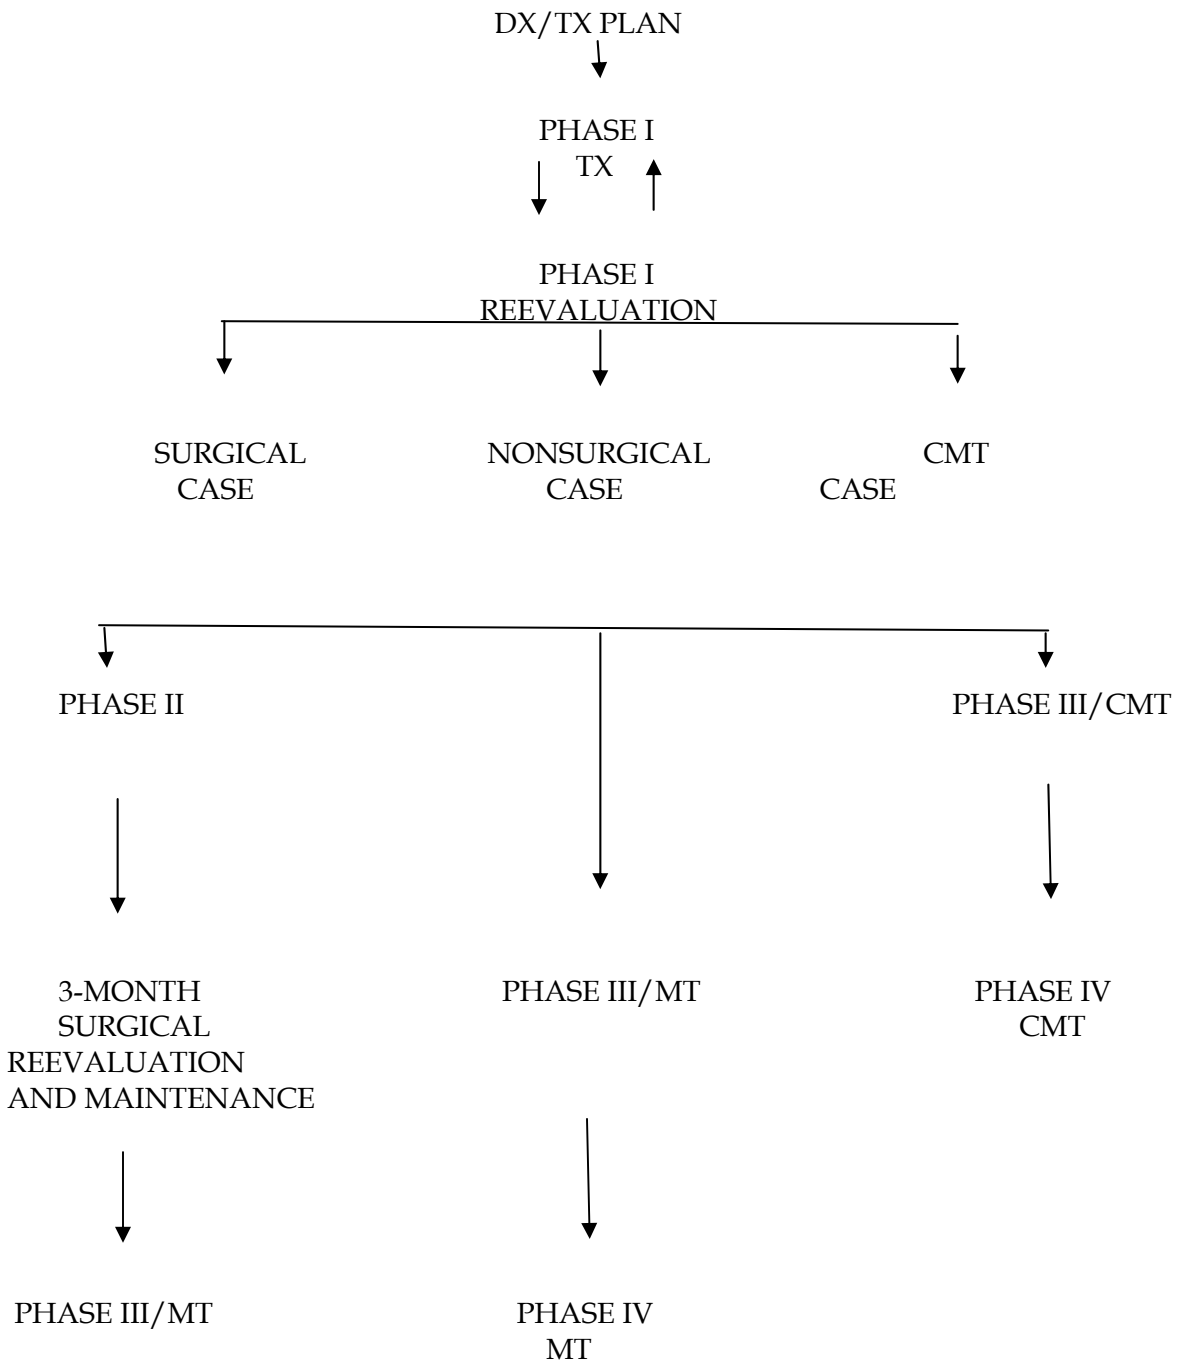 DX/TX PLAN
PHASE I
TX
PHASE I
REEVALUATION
SURGICAL NONSURGICAL CMT
CASE CASE CASE
PHASE II PHASE III/CMT
3-MONTH PHASE III/MT PHASE IV
SURGICAL CMT
REEVALUATION
AND MAINTENANCE
PHASE III/MT PHASE IV
MT